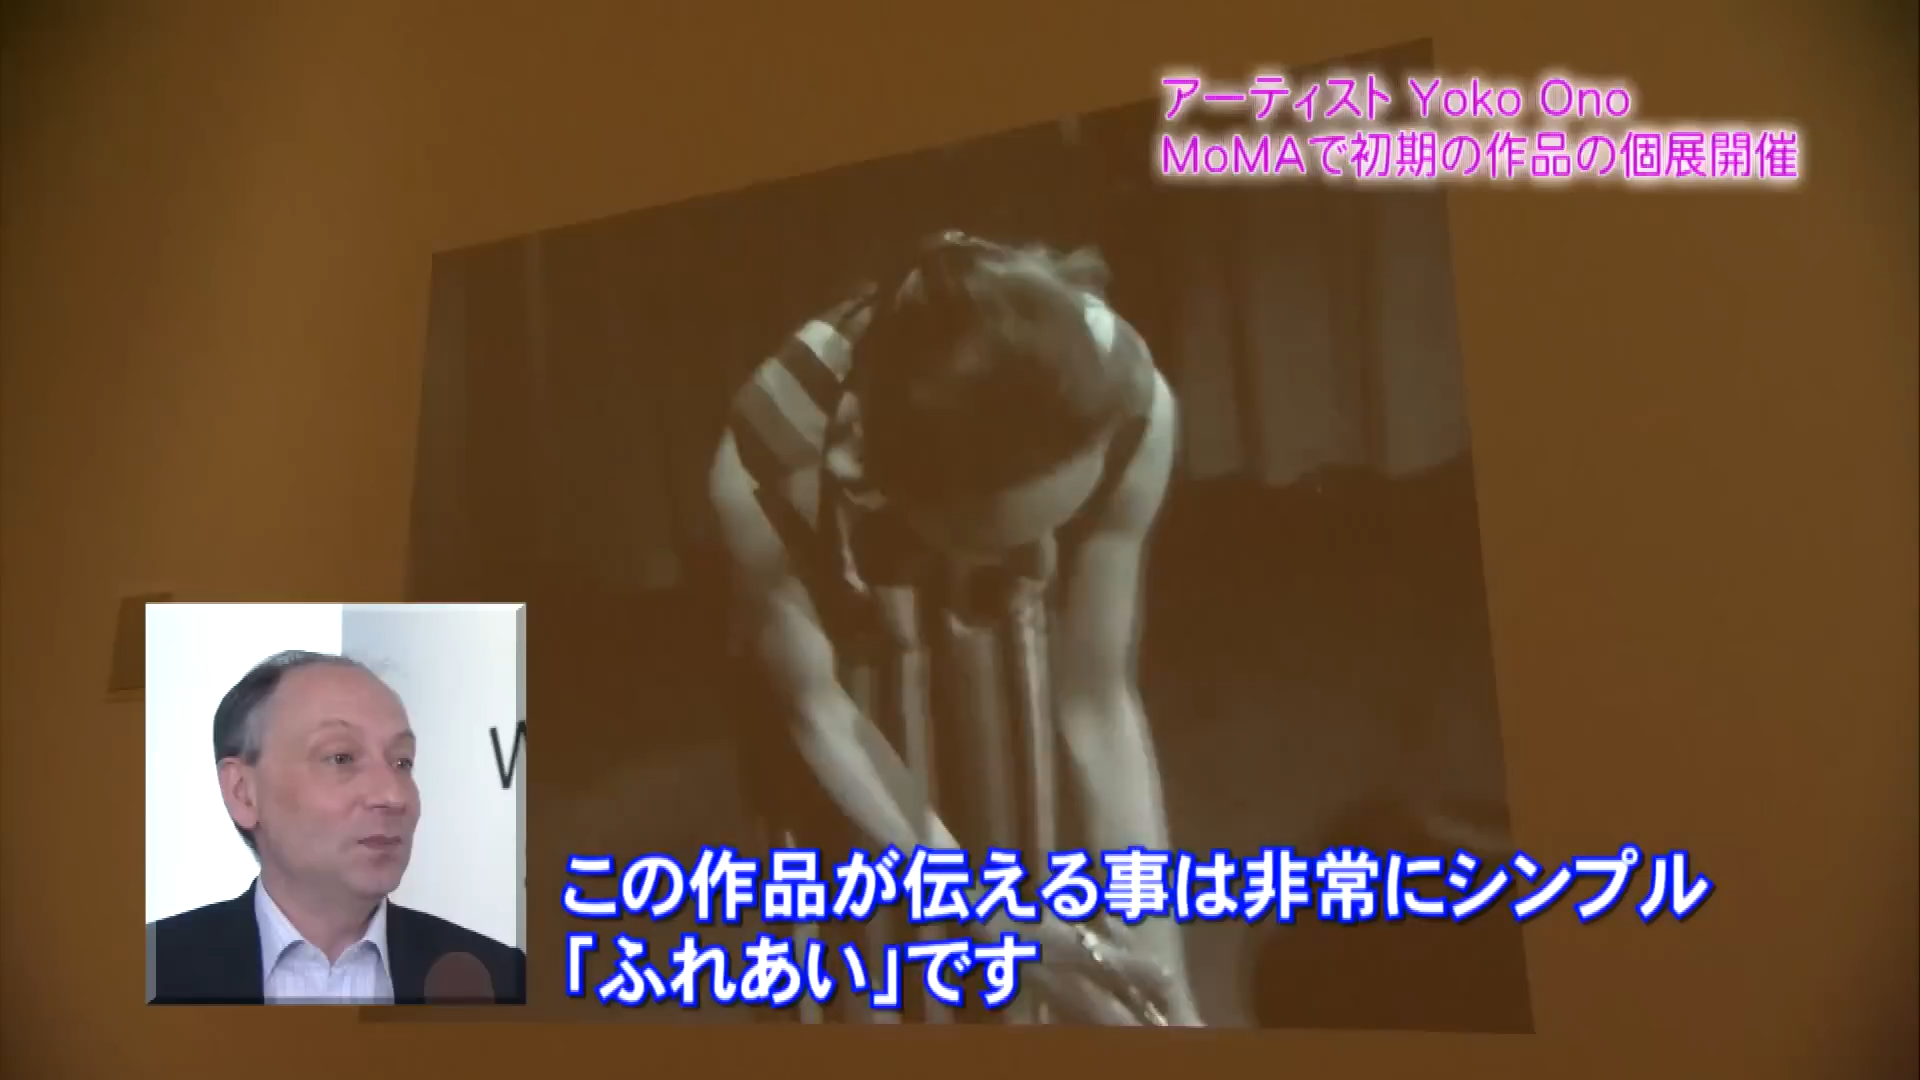 アーティスト Yoko Ono
MoMAで初期の作品の個展開催
W
この作品が伝える事は非常にシンプル
「ふれあい」です